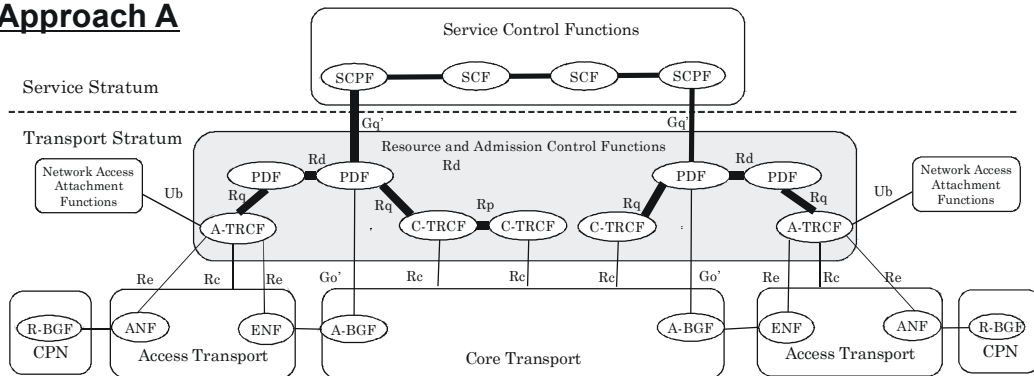 Approach A
Service Control Functions
SCPF SCF SCF SCPF
Service Stratum
Gq' Gq'
Transport Stratum
Resource and Admission Control Functions
Rd Rd Rd
Network Access
Attachment
Functions
PDF PDF PDF PDF
Network Access
Attachment
Functions
Ub Rq Rq Rp Rq Rq Ub
A-TRCF C-TRCF C-TRCF C-TRCF A-TRCF
Re Rc Re Go' Rc Rc Rc Go' Re Rc Re
R-BGF ANF ENF A-BGF A-BGF ENF ANF R-BGF
CPN Access Transport Core Transport Access Transport CPN